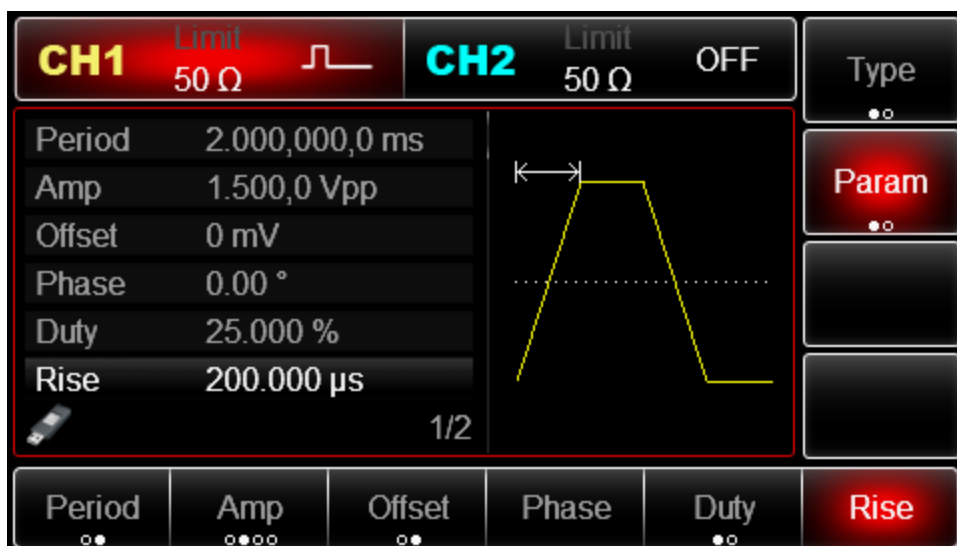 CH1 Limit 50 Ω CH2 Limit 50 Ω OFF
Type
Period 2.000,000,0 ms
Amp 1.500,0 Vpp
Param
Offset 0 mV
Phase 0.00 °
Duty 25.000 %
Rise 200.000 µs
1/2
Period Amp Offset Phase Duty Rise